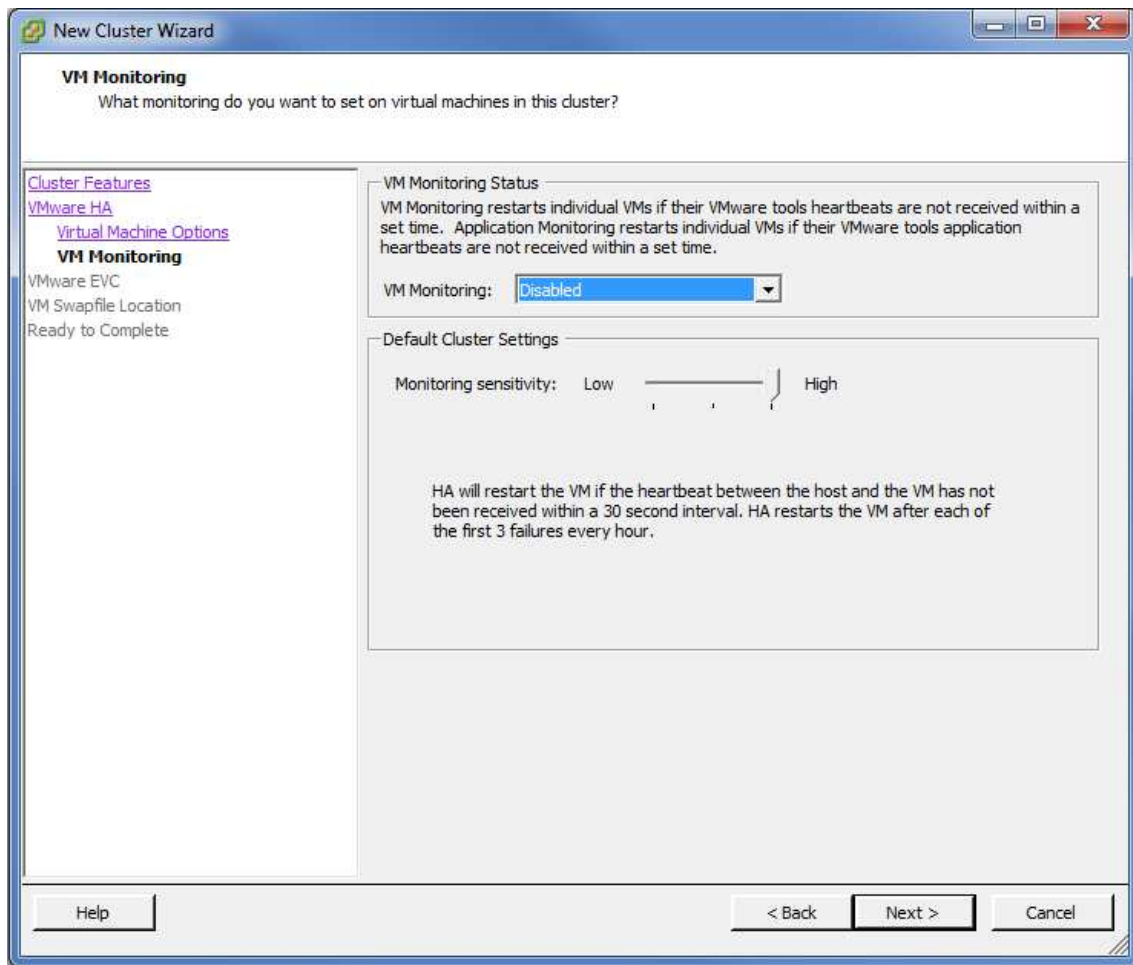 New Cluster Wizard
VM Monitoring
What monitoring do you want to set on virtual machines in this cluster?
Cluster Features
VMware HA
Virtual Machine Options
VM Monitoring
VMware EVC
VM Swapfile Location
Ready to Complete
VM Monitoring Status
VM Monitoring restarts individual VMs if their VMware tools heartbeats are not received within a
set time.  Application Monitoring restarts individual VMs if their VMware tools application
heartbeats are not received within a set time.
VM Monitoring: Disabled
Default Cluster Settings
Monitoring sensitivity: Low High
HA will restart the VM if the heartbeat between the host and the VM has not
been received within a 30 second interval. HA restarts the VM after each of
the first 3 failures every hour.
Help < Back Next > Cancel